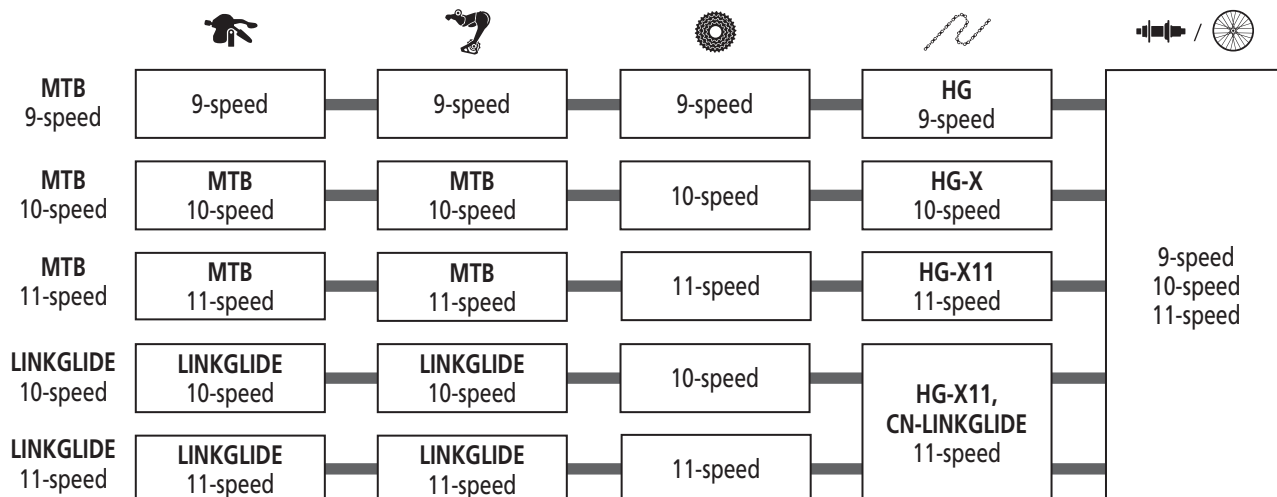 /
MTB
9-speed
9-speed
9-speed
9-speed
HG
9-speed
MTB
10-speed
MTB
10-speed
MTB
10-speed
10-speed
HG-X
10-speed
MTB
11-speed
MTB
11-speed
MTB
11-speed
11-speed
HG-X11
11-speed
9-speed
10-speed
11-speed
LINKGLIDE
10-speed
LINKGLIDE
10-speed
LINKGLIDE
10-speed
10-speed
HG-X11,
CN-LINKGLIDE
11-speed
LINKGLIDE
11-speed
LINKGLIDE
11-speed
LINKGLIDE
11-speed
11-speed